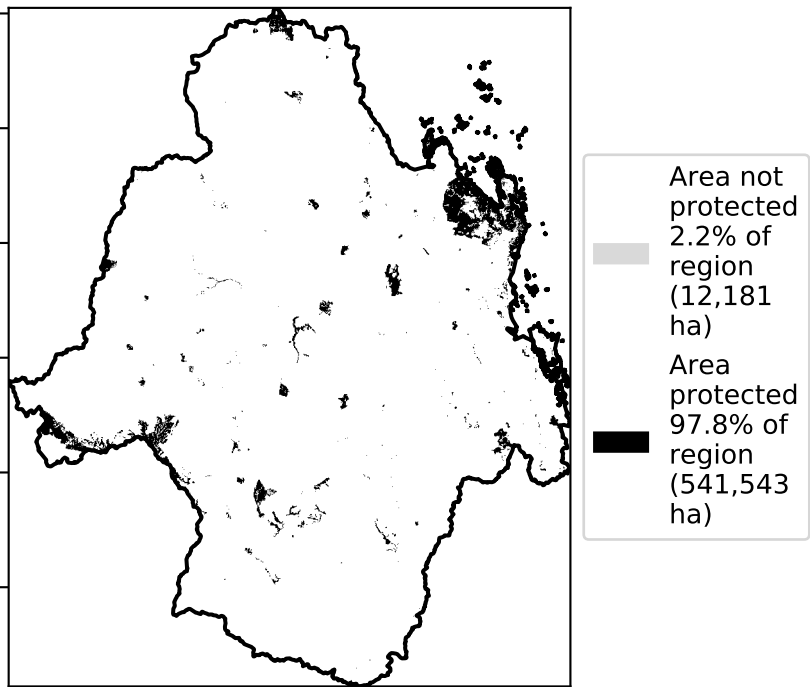 Area not
protected
2.2% of
region
(12,181
ha)
Area
protected
97.8% of
region
(541,543
ha)